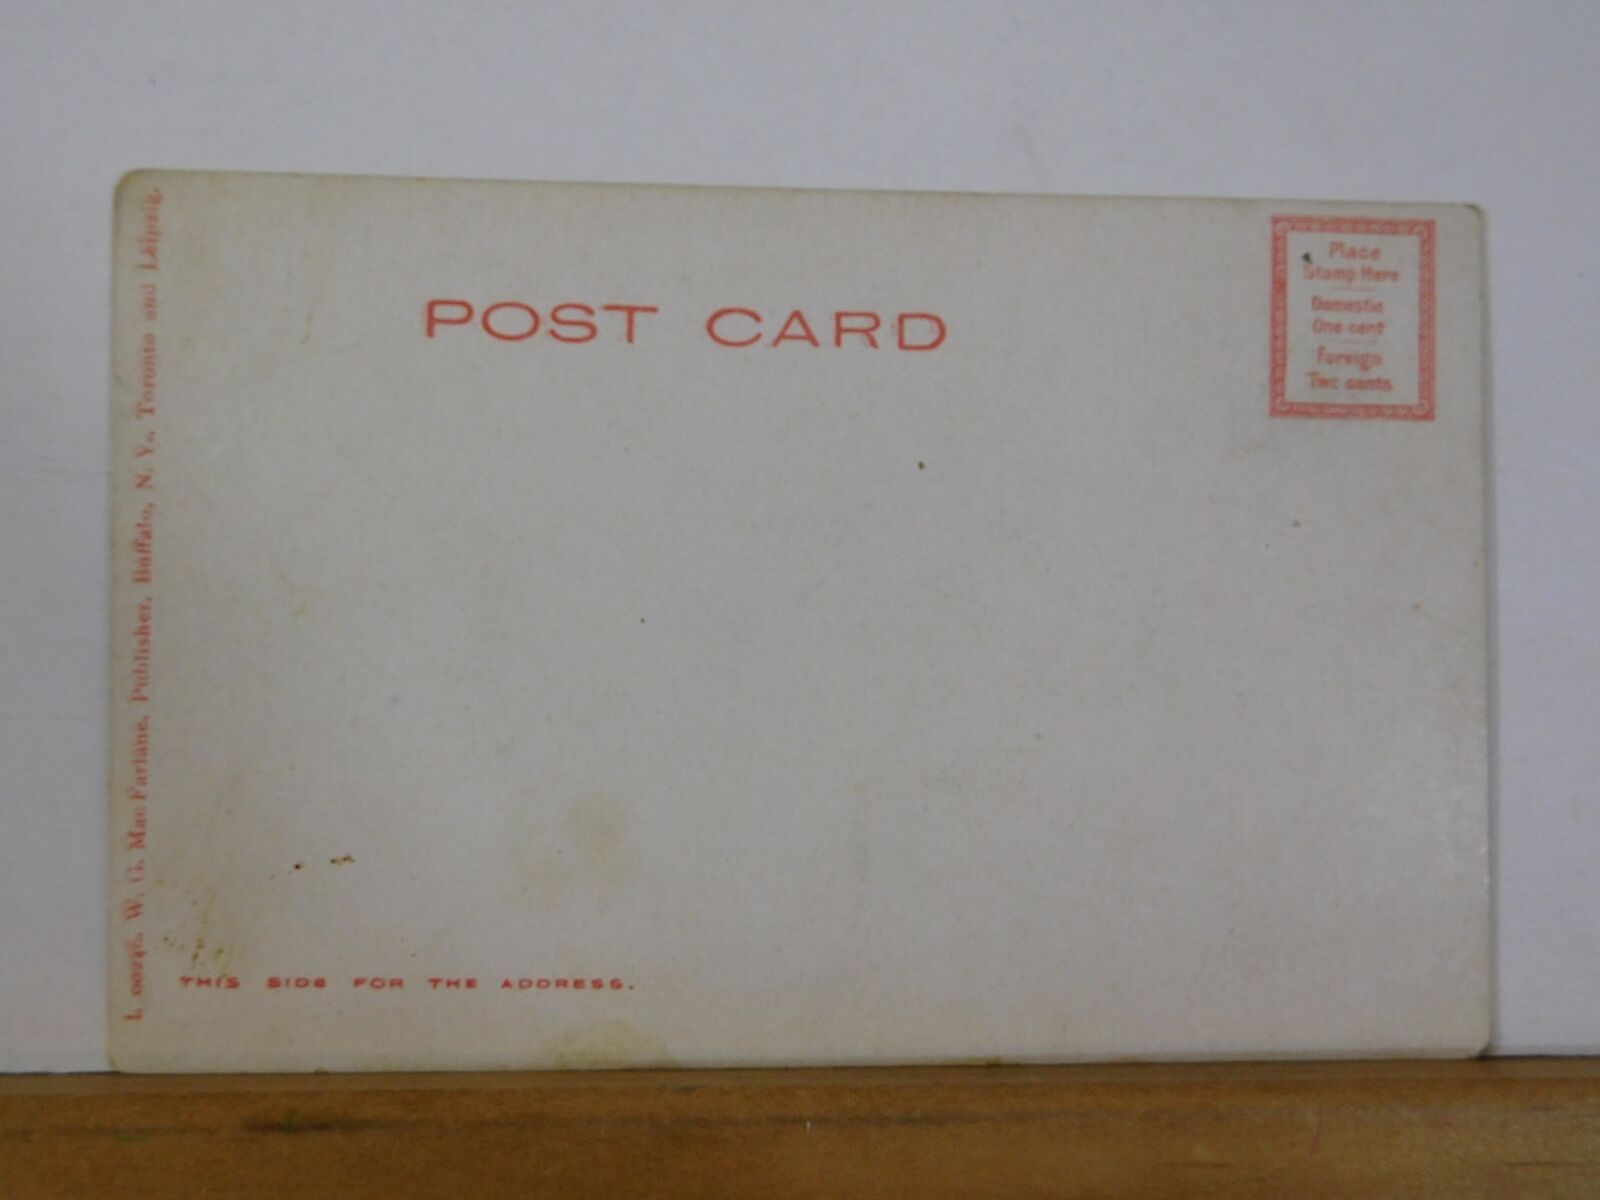 POST CARD
Place
Stamp Here
Domestic
One cent
Foreign
Two cents
W. G. MacFarlane, Publisher, Buffalo, N. Y., Toronto and Leipzig.
THIS SIDE FOR THE ADDRESS.